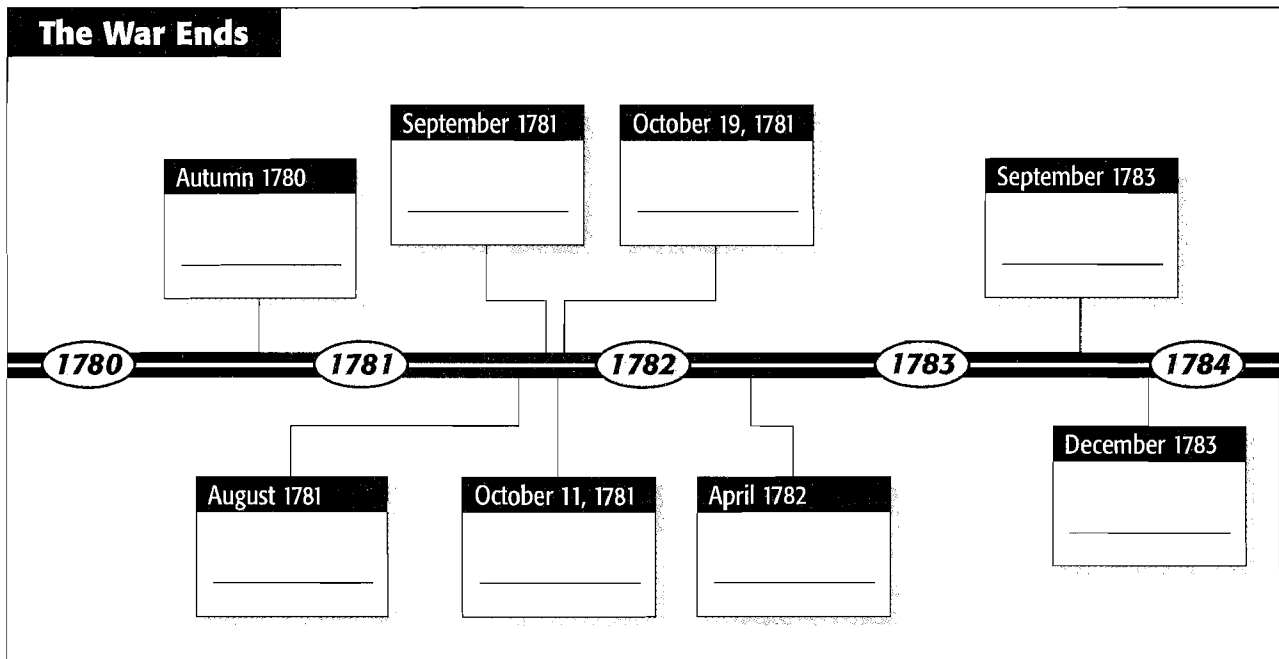 The War Ends
September 1781
October 19, 1781
Autumn 1780
September 1783
1780
1781
1782
1783
1784
August 1781
October 11, 1781
April 1782
December 1783